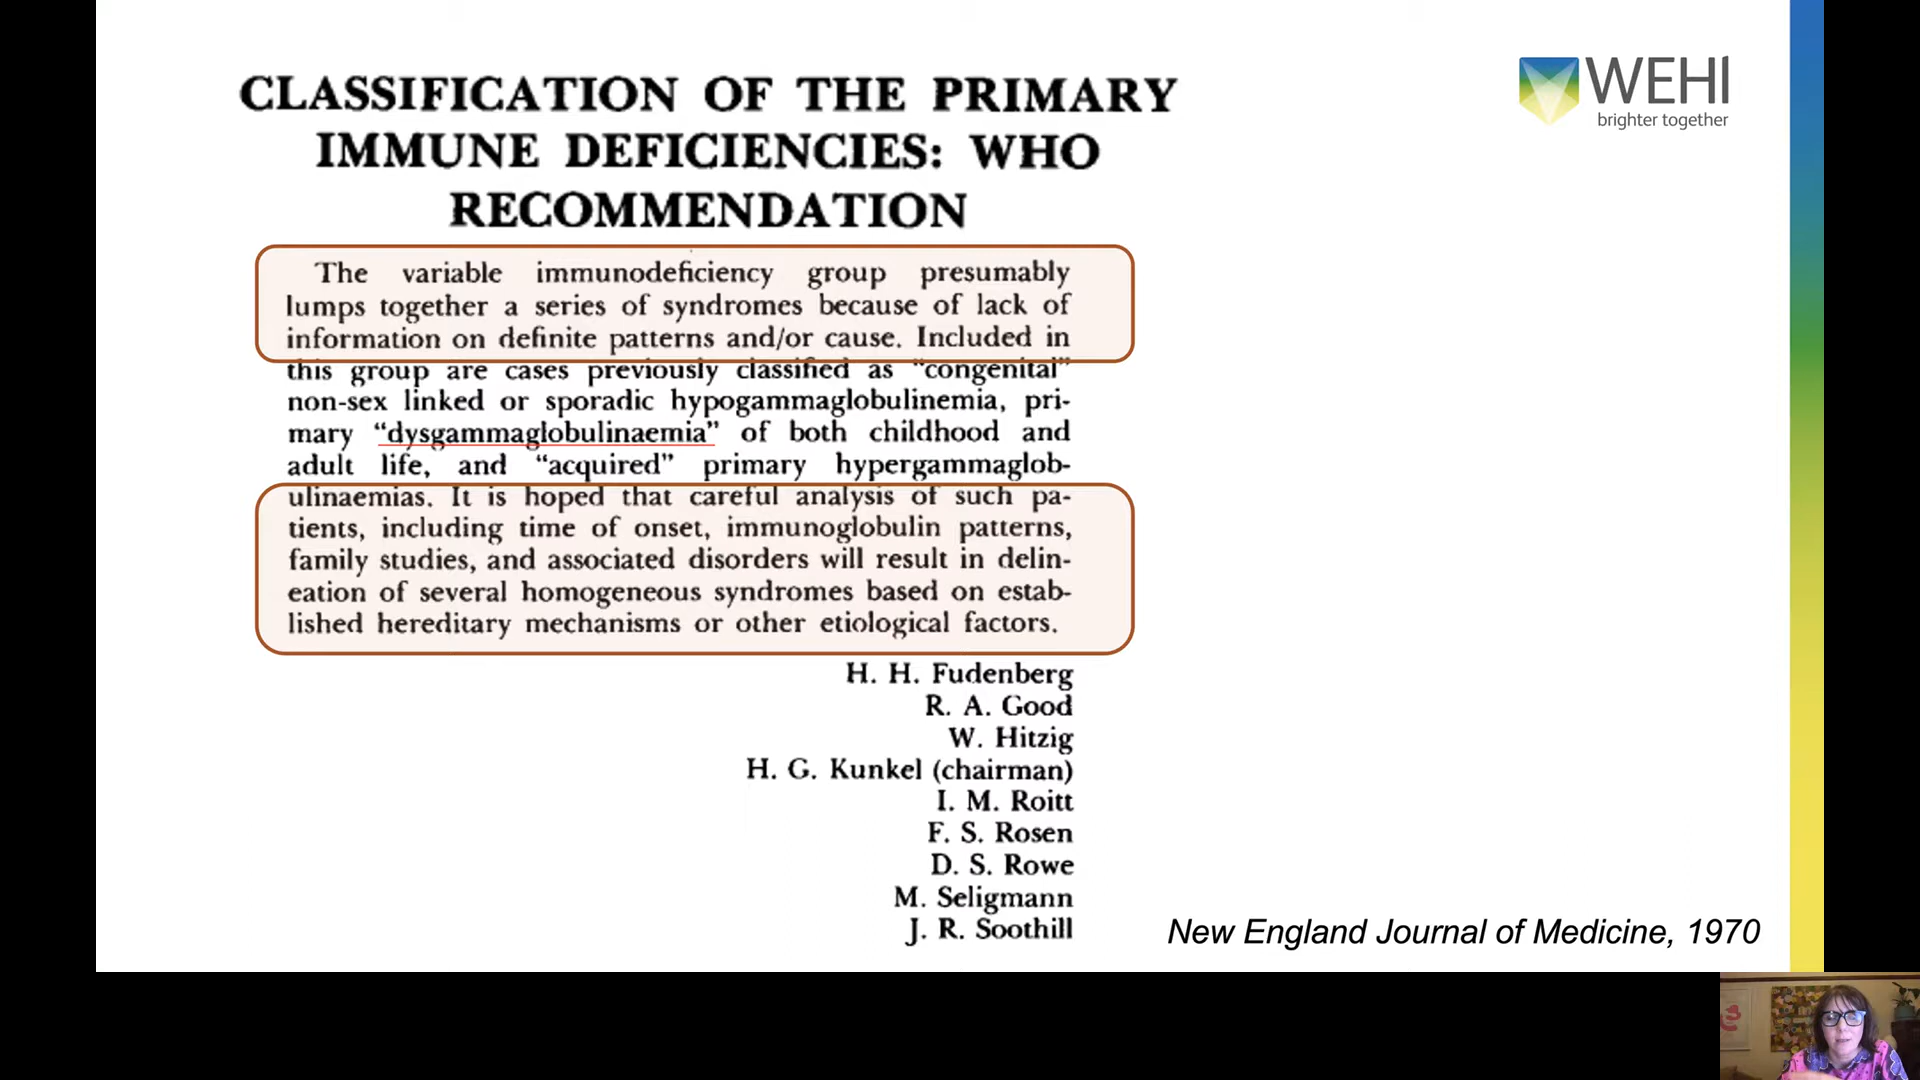 CLASSIFICATION OF THE PRIMARY
IMMUNE DEFICIENCIES: WHO
RECOMMENDATION
WEHI
brighter together
The variable immunodeficiency group presumably
lumps together a series of syndromes because of lack of
information on definite patterns and/or cause. Included in
this group are cases previously classified as “congenital”
non-sex linked or sporadic hypogammaglobulinemia, pri-
mary “dysgammaglobulinaemia” of both childhood and
adult life, and “acquired” primary hypergammaglob-
ulinaemias. It is hoped that careful analysis of such pa-
tients, including time of onset, immunoglobulin patterns,
family studies, and associated disorders will result in delin-
eation of several homogeneous syndromes based on estab-
lished hereditary mechanisms or other etiological factors.
H. H. Fudenberg
R. A. Good
W. Hitzig
H. G. Kunkel (chairman)
I. M. Roitt
F. S. Rosen
D. S. Rowe
M. Seligmann
J. R. Soothill
New England Journal of Medicine, 1970